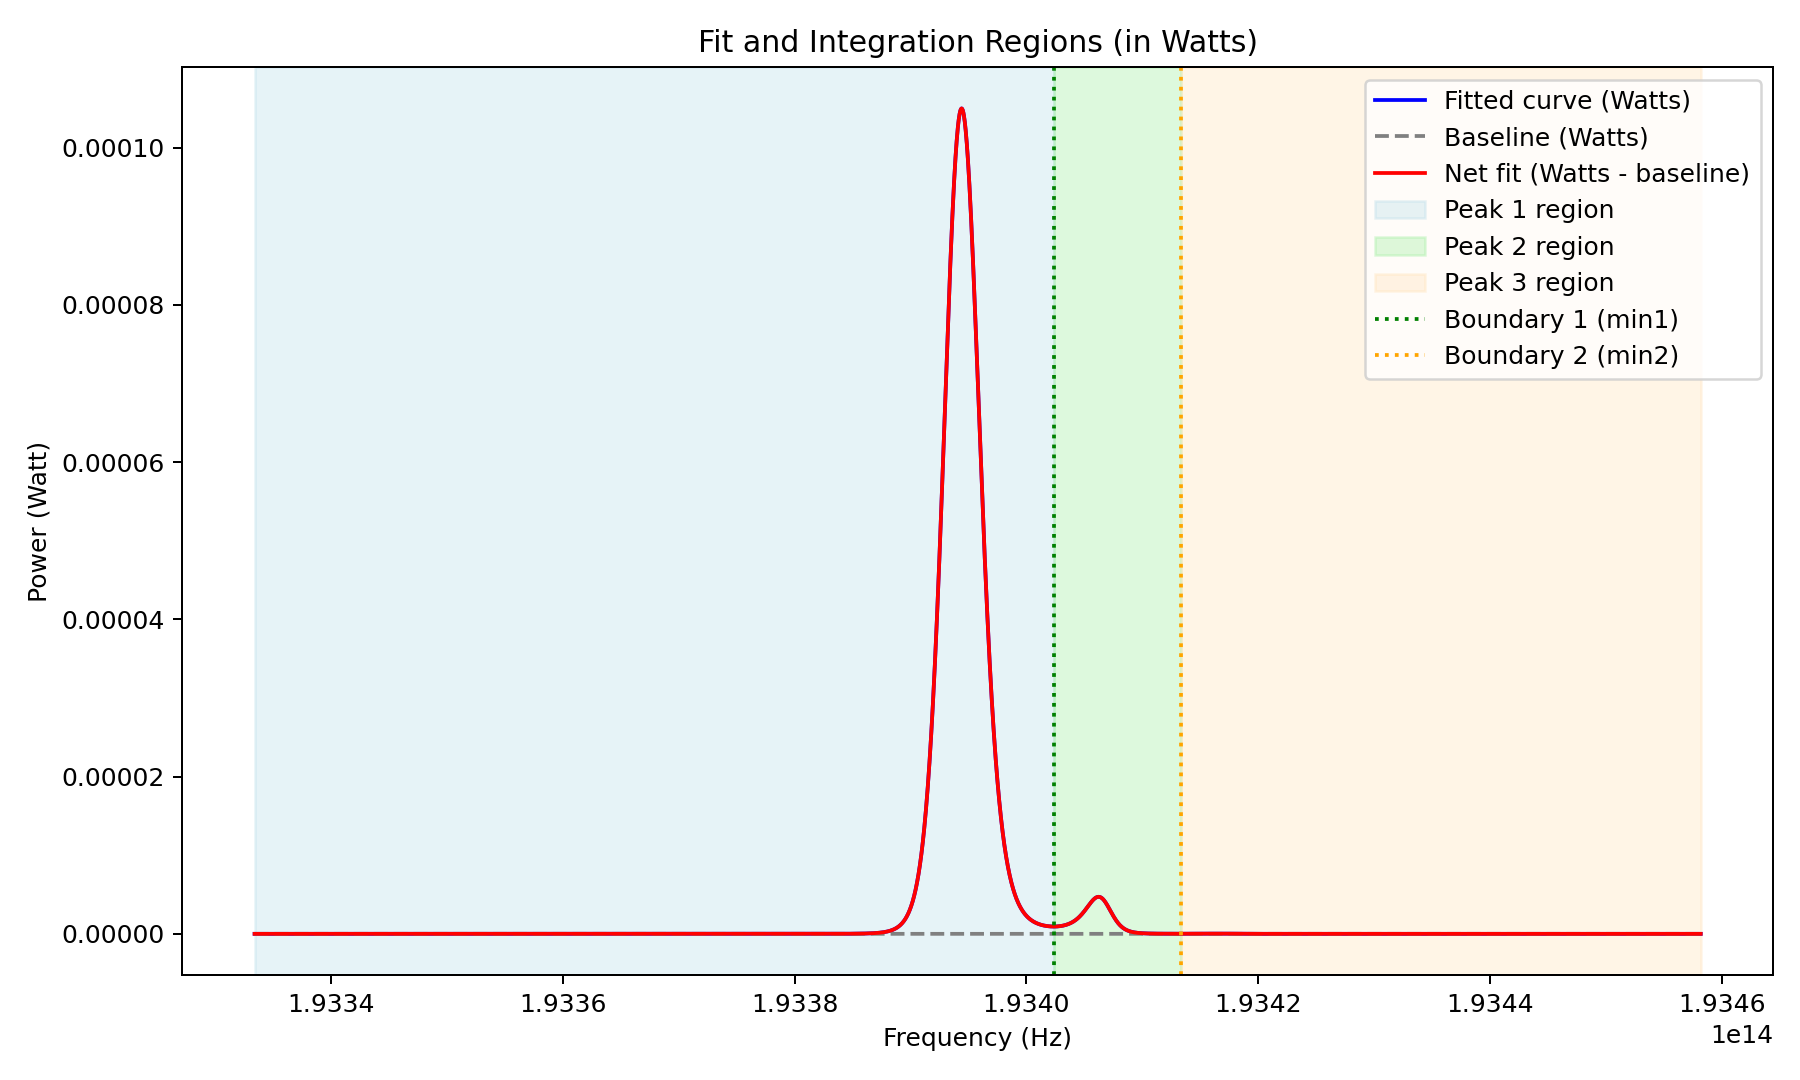 Fit and Integration Regions (in Watts)
Fitted curve (Watts)
Baseline (Watts)
Net fit (Watts - baseline)
Peak 1 region
Peak 2 region
Peak 3 region
Boundary 1 (min1)
Boundary 2 (min2)
Power (Watt)
0.00010
0.00008
0.00006
0.00004
0.00002
0.00000
1.9334 1.9336 1.9338 1.9340 1.9342 1.9344 1.9346
1e14
Frequency (Hz)